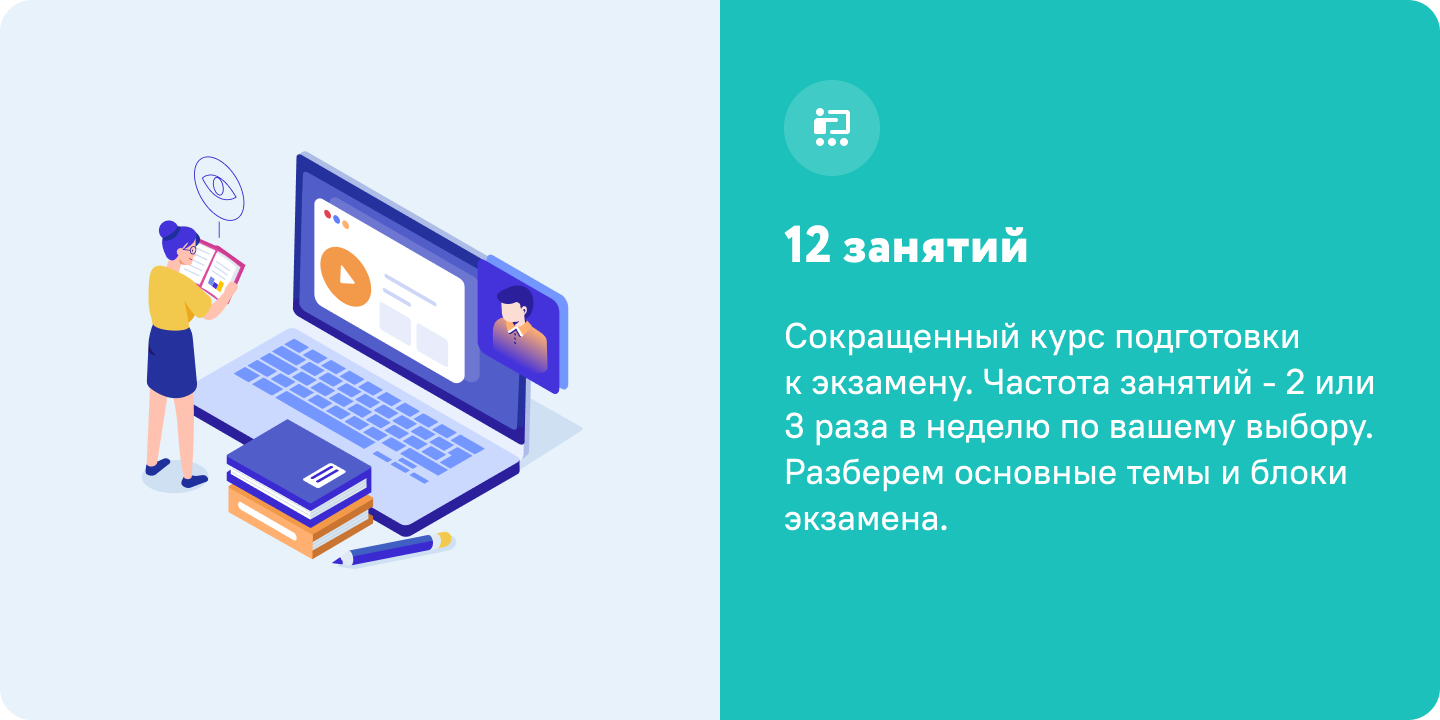 12 занятий
Сокращенный курс подготовки
к экзамену. Частота занятий - 2 или
3 раза в неделю по вашему выбору.
Разберем основные темы и блоки
экзамена.